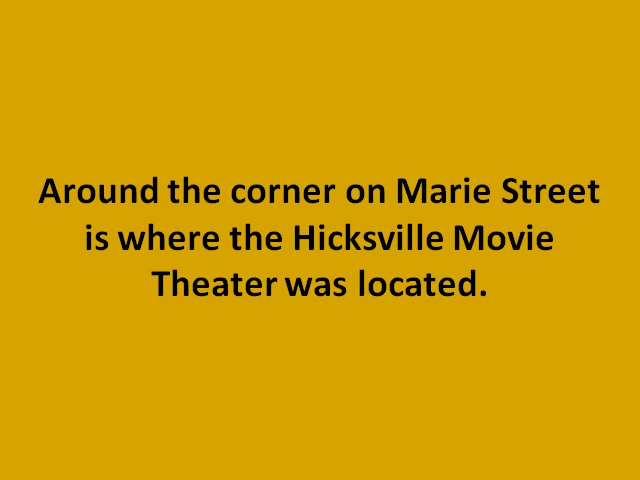 Around the corner on Marie Street
is where the Hicksville Movie
Theater was located.